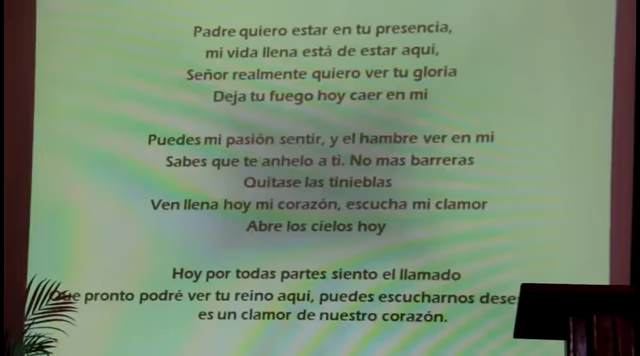 Padre quiero estar en tu presencia,
mi vida llena está de estar aquí,
Señor realmente quiero ver tu gloria
Deja tu fuego hoy caer en mi
Puedes mi pasión sentir, y el hambre ver en mi
Sabes que te anhelo a ti. No mas barreras
Quitase las tinieblas
Ven llena hoy mi corazón, escucha mi clamor
Abre los cielos hoy
Hoy por todas partes siento el llamado
pronto podré ver tu reino aquí, puedes escucharnos
es un clamor de nuestro corazón.